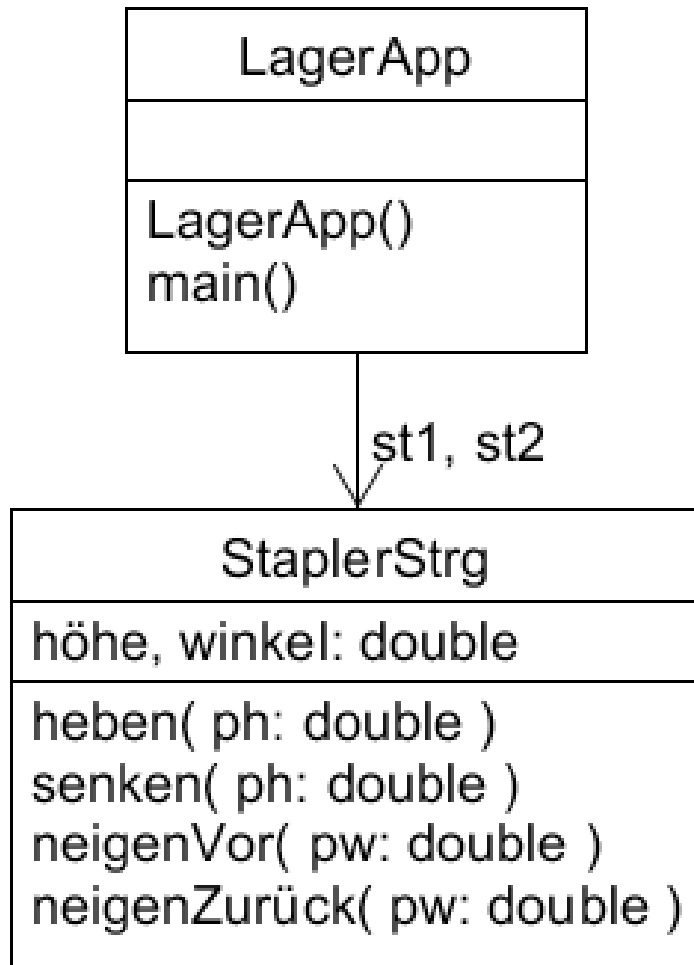 LagerApp
LagerApp()
main()
st1, st2
StaplerStrg
höhe, winkel: double
heben( ph: double )
senken( ph: double )
neigenVor( pw: double )
neigenZurück( pw: double )